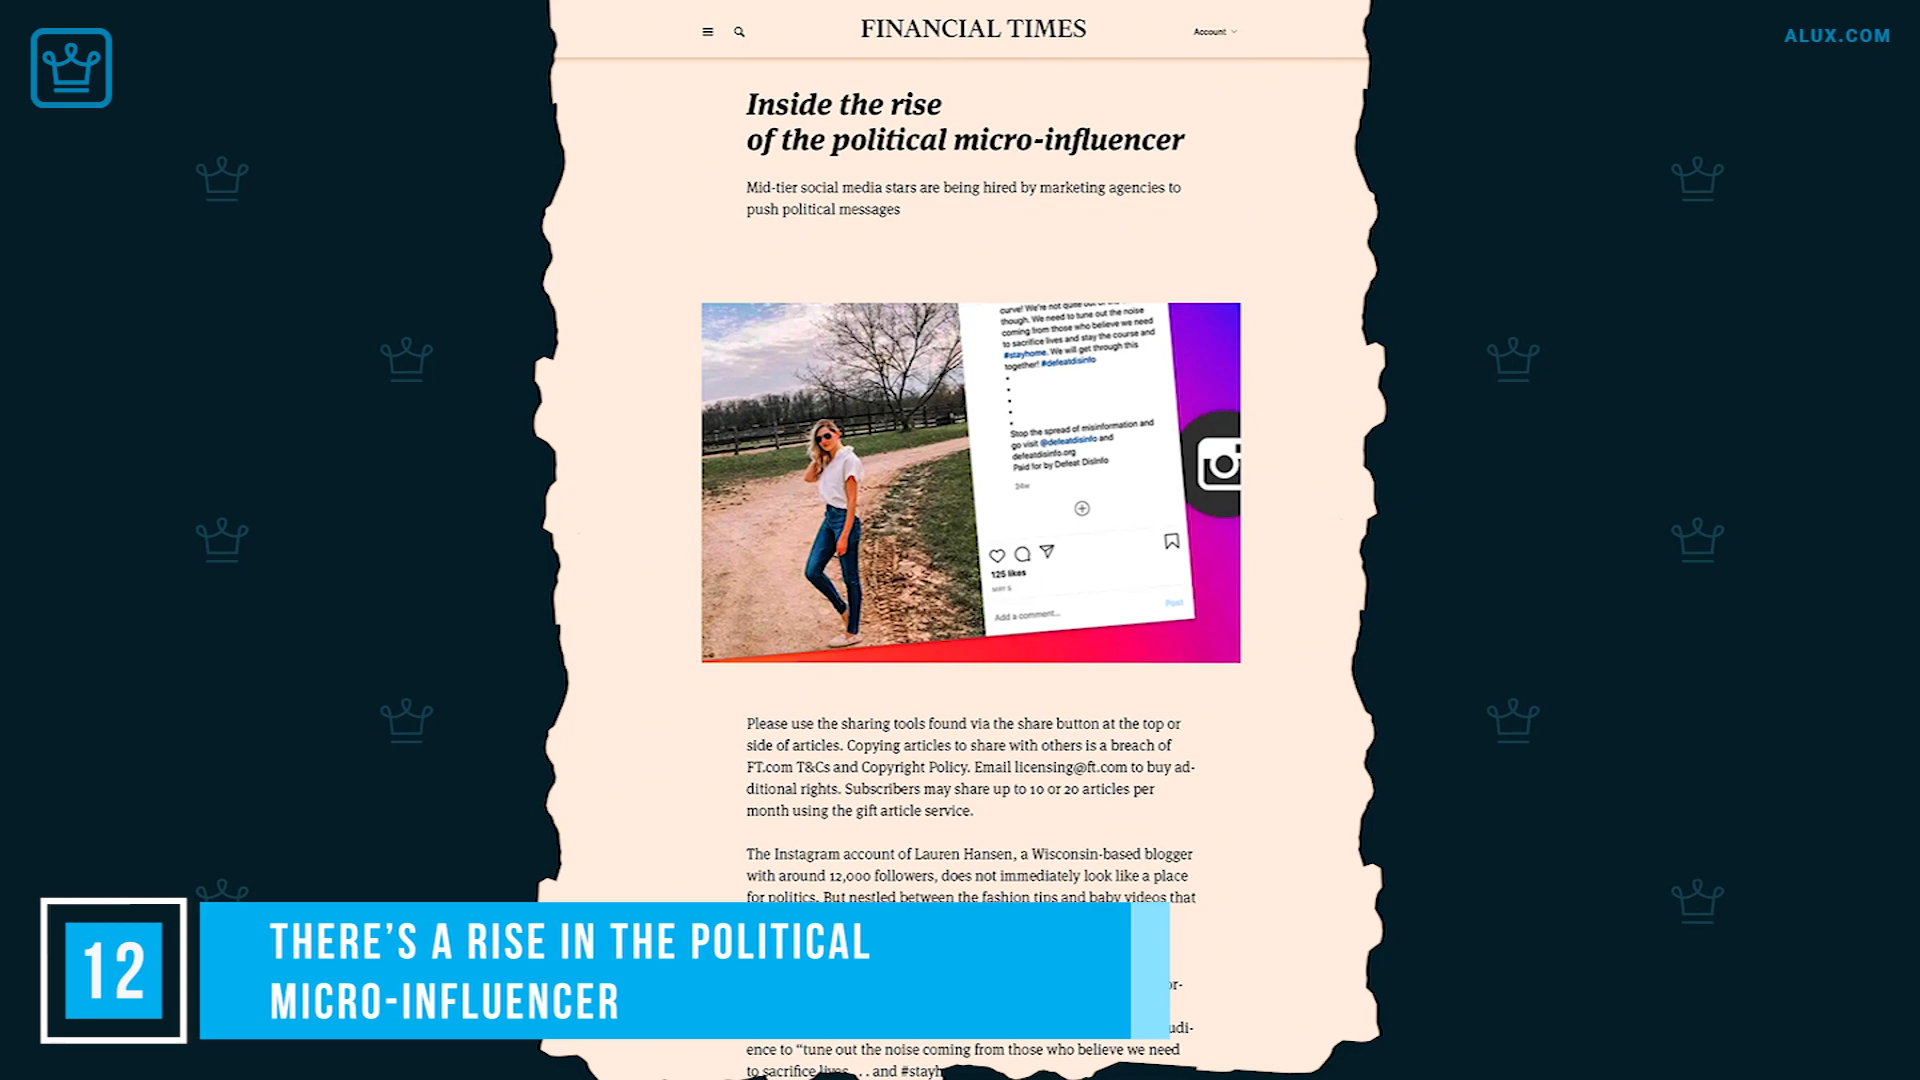 FINANCIAL TIMES
Account
ALUX.COM
Inside the rise
of the political micro-influencer
Mid-tier social media stars are being hired by marketing agencies to
push political messages
curve! We're not quite out of the
though. We need to tune out the noise
coming from those who believe we need
to sacrifice lives and stay the course and
#stayhome. We will get through this
together! #defeatdisinfo
Stop the spread of misinformation and
go visit @defeatdisinfo and
defeatdisinfo.org
Paid for by Defeat DisInfo
24w
125 likes
MAY 5
Add a comment...
Post
Please use the sharing tools found via the share button at the top or
side of articles. Copying articles to share with others is a breach of
FT.com T&Cs and Copyright Policy. Email licensing@ft.com to buy ad-
ditional rights. Subscribers may share up to 10 or 20 articles per
month using the gift article service.
The Instagram account of Lauren Hansen, a Wisconsin-based blogger
with around 12,000 followers, does not immediately look like a place
for politics. But nestled between the fashion tips and baby videos that
or-
udi-
ence to “tune out the noise coming from those who believe we need
to sacrifice lives . . . and #stayh
12
THERE’S A RISE IN THE POLITICAL
MICRO-INFLUENCER